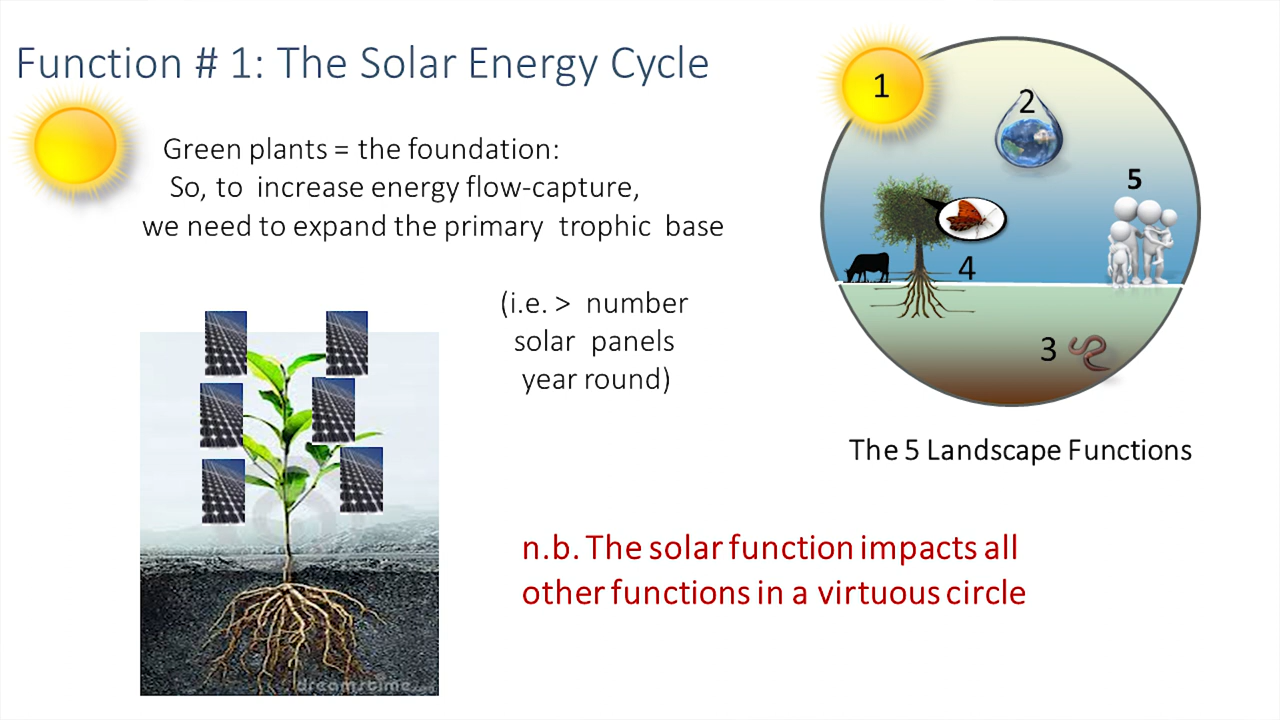 Function # 1: The Solar Energy Cycle
Green plants = the foundation:
So, to increase energy flow-capture,
we need to expand the primary trophic base
(i.e. > number
solar panels
year round)
1
2
5
4
3
The 5 Landscape Functions
n.b. The solar function impacts all
other functions in a virtuous circle
dreamstime